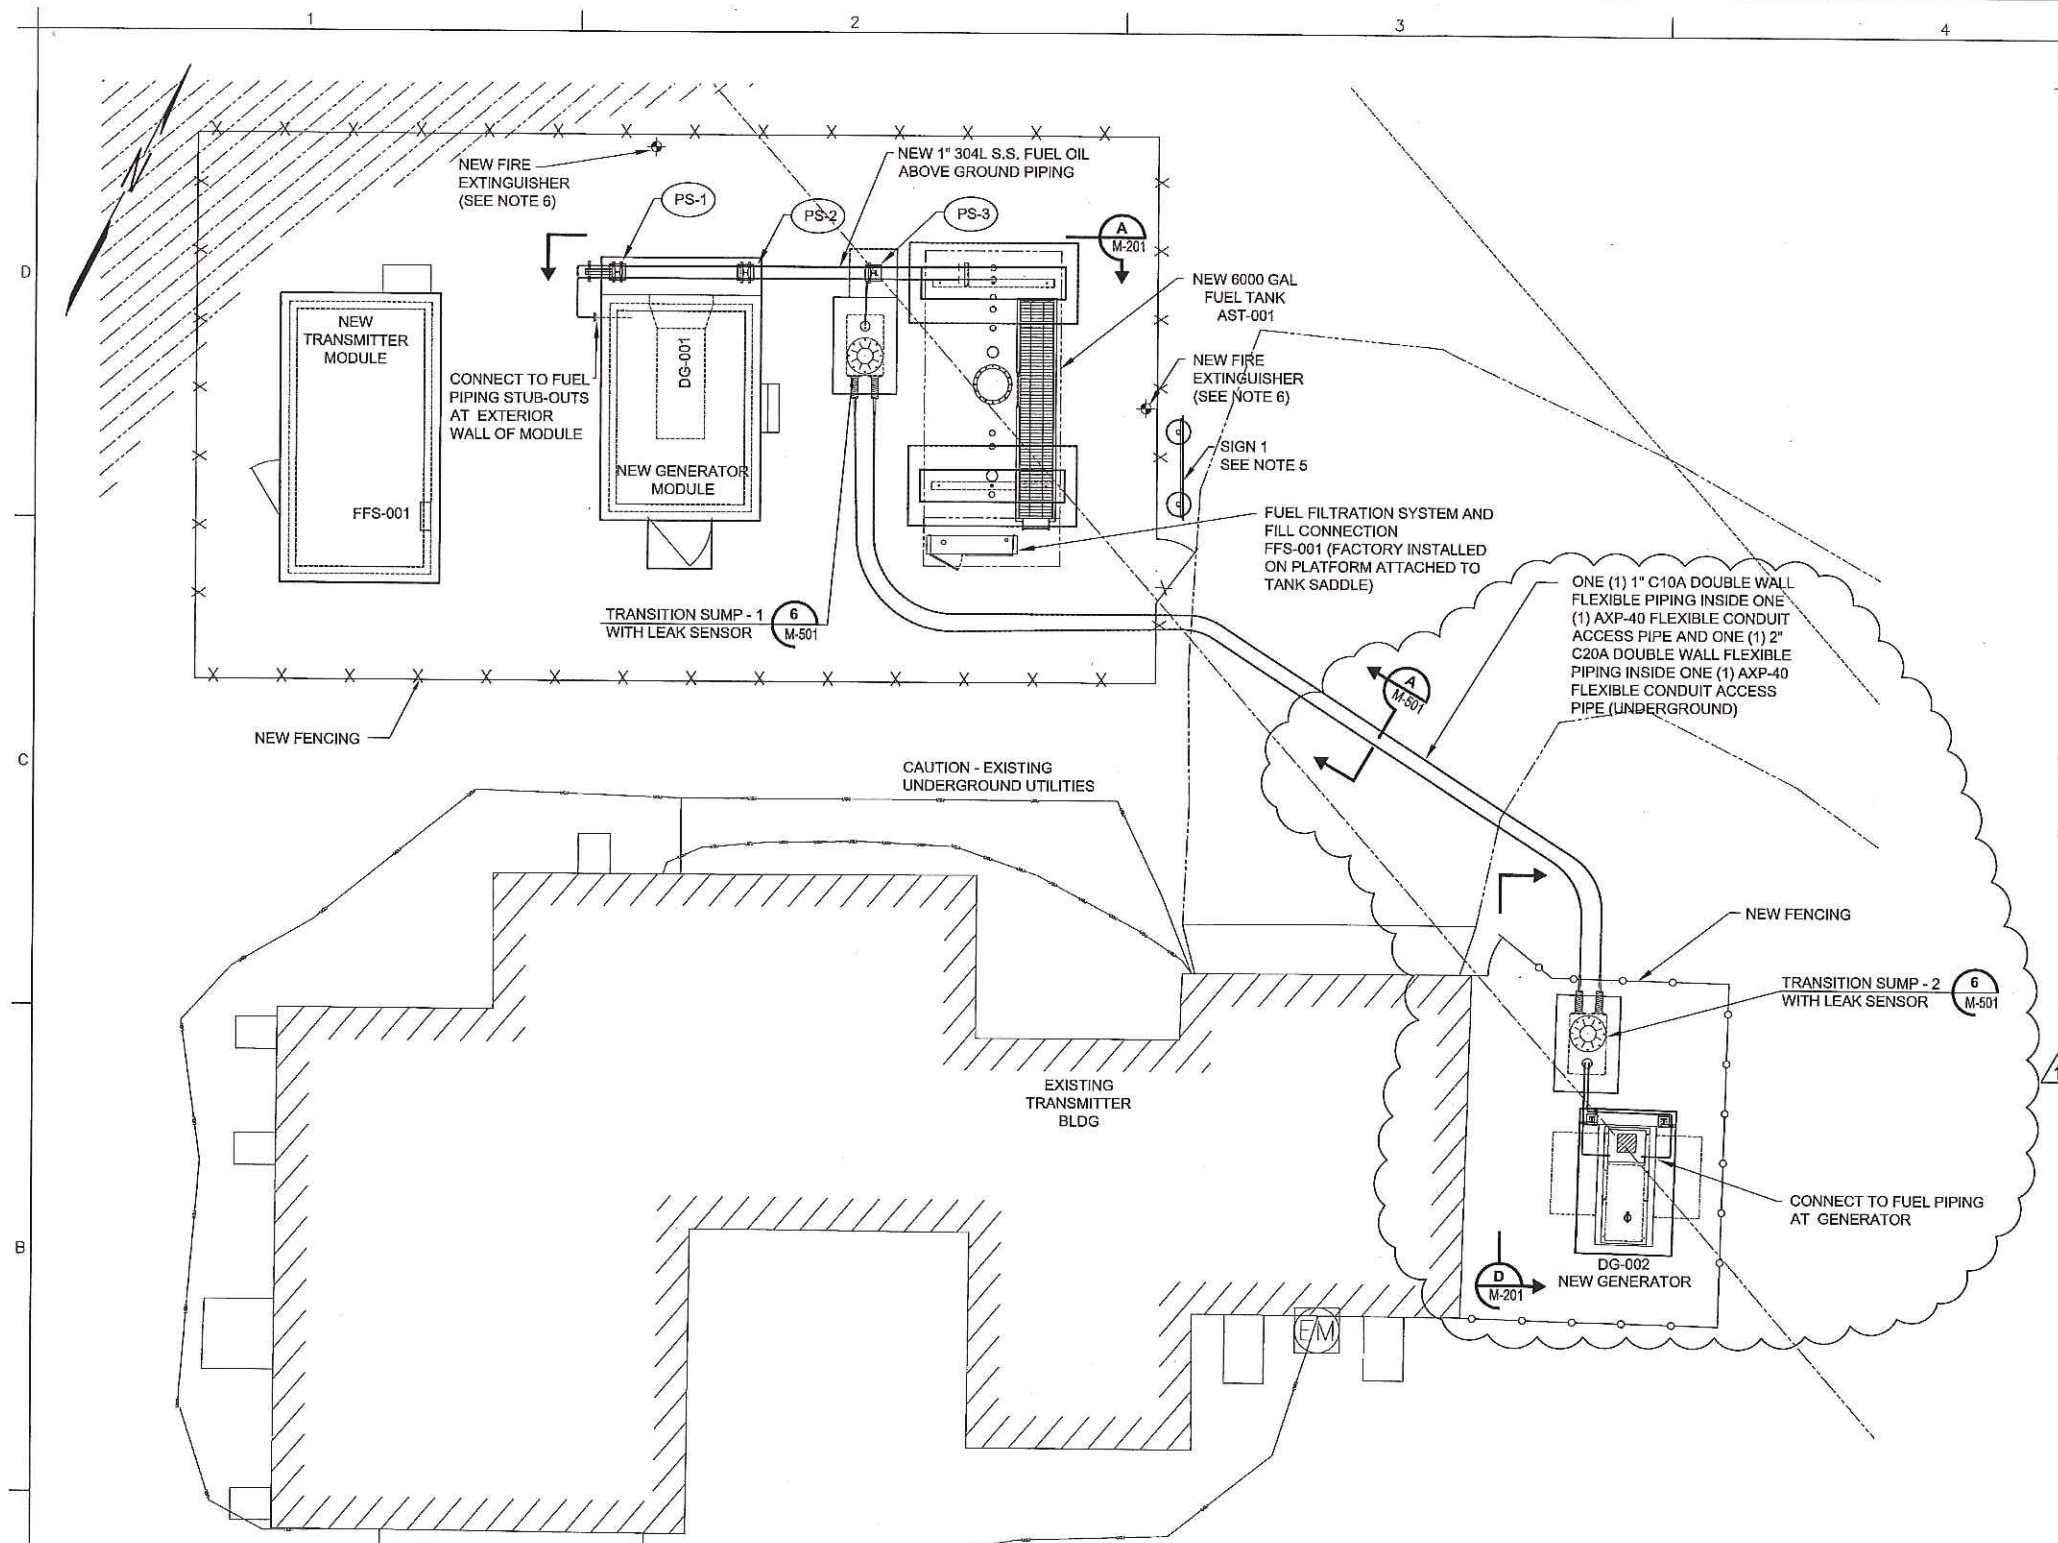 1
2
3
4
D
C
B
N
NEW FIRE
EXTINGUISHER
(SEE NOTE 6)
PS-1
PS-2
PS-3
NEW 1" 304L S.S. FUEL OIL
ABOVE GROUND PIPING
A
M-201
NEW 6000 GAL
FUEL TANK
AST-001
NEW
TRANSMITTER
MODULE
FFS-001
CONNECT TO FUEL
PIPING STUB-OUTS
AT EXTERIOR
WALL OF MODULE
DG-001
NEW GENERATOR
MODULE
NEW FIRE
EXTINGUISHER
(SEE NOTE 6)
SIGN 1
SEE NOTE 5
FUEL FILTRATION SYSTEM AND
FILL CONNECTION
FFS-001 (FACTORY INSTALLED
ON PLATFORM ATTACHED TO
TANK SADDLE)
TRANSITION SUMP - 1
WITH LEAK SENSOR
6
M-501
ONE (1) 1" C10A DOUBLE WALL
FLEXIBLE PIPING INSIDE ONE
(1) AXP-40 FLEXIBLE CONDUIT
ACCESS PIPE AND ONE (1) 2"
C20A DOUBLE WALL FLEXIBLE
PIPING INSIDE ONE (1) AXP-40
FLEXIBLE CONDUIT ACCESS
PIPE (UNDERGROUND)
A
M-501
NEW FENCING
CAUTION - EXISTING
UNDERGROUND UTILITIES
NEW FENCING
TRANSITION SUMP - 2
WITH LEAK SENSOR
6
M-501
EXISTING
TRANSMITTER
BLDG
CONNECT TO FUEL PIPING
AT GENERATOR
DG-002
NEW GENERATOR
D
M-201
E/M